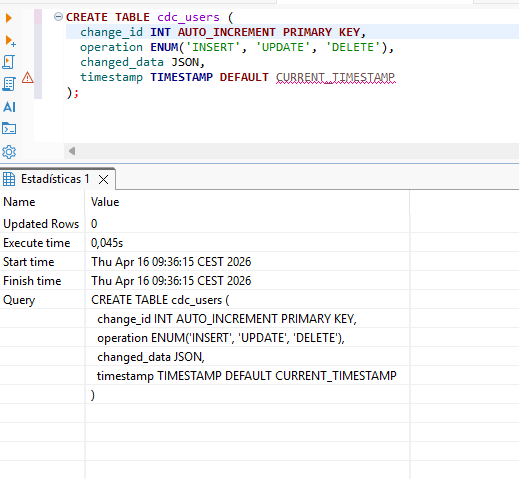 CREATE TABLE cdc_users (
change_id INT AUTO_INCREMENT PRIMARY KEY,
operation ENUM('INSERT', 'UPDATE', 'DELETE'),
changed_data JSON,
timestamp TIMESTAMP DEFAULT CURRENT_TIMESTAMP
);
AI
Estadísticas 1
Name Value
Updated Rows 0
Execute time 0,045s
Start time Thu Apr 16 09:36:15 CEST 2026
Finish time Thu Apr 16 09:36:15 CEST 2026
Query CREATE TABLE cdc_users (
change_id INT AUTO_INCREMENT PRIMARY KEY,
operation ENUM('INSERT', 'UPDATE', 'DELETE'),
changed_data JSON,
timestamp TIMESTAMP DEFAULT CURRENT_TIMESTAMP
)